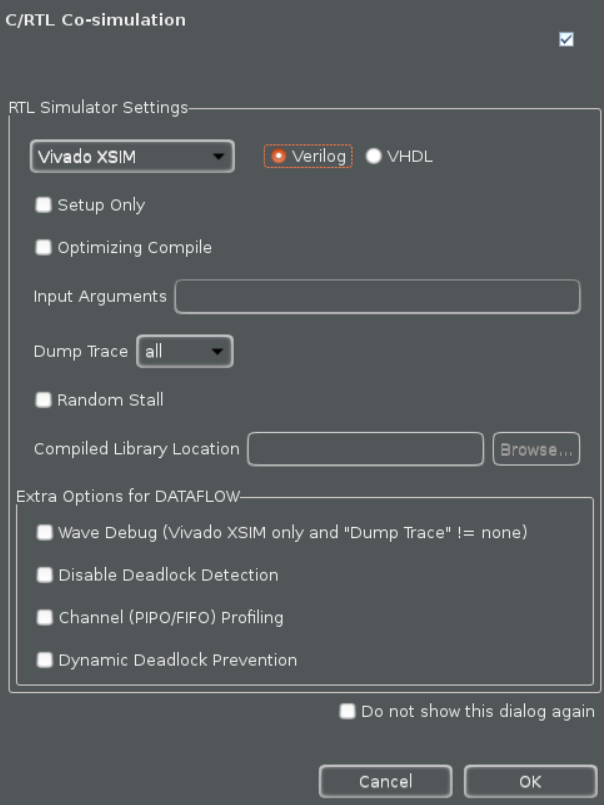 C/RTL Co-simulation
RTL Simulator Settings
Vivado XSIM Verilog VHDL
Setup Only
Optimizing Compile
Input Arguments
Dump Trace all
Random Stall
Compiled Library Location Browse...
Extra Options for DATAFLOW
Wave Debug (Vivado XSIM only and "Dump Trace" != none)
Disable Deadlock Detection
Channel (PIPO/FIFO) Profiling
Dynamic Deadlock Prevention
Do not show this dialog again
Cancel OK